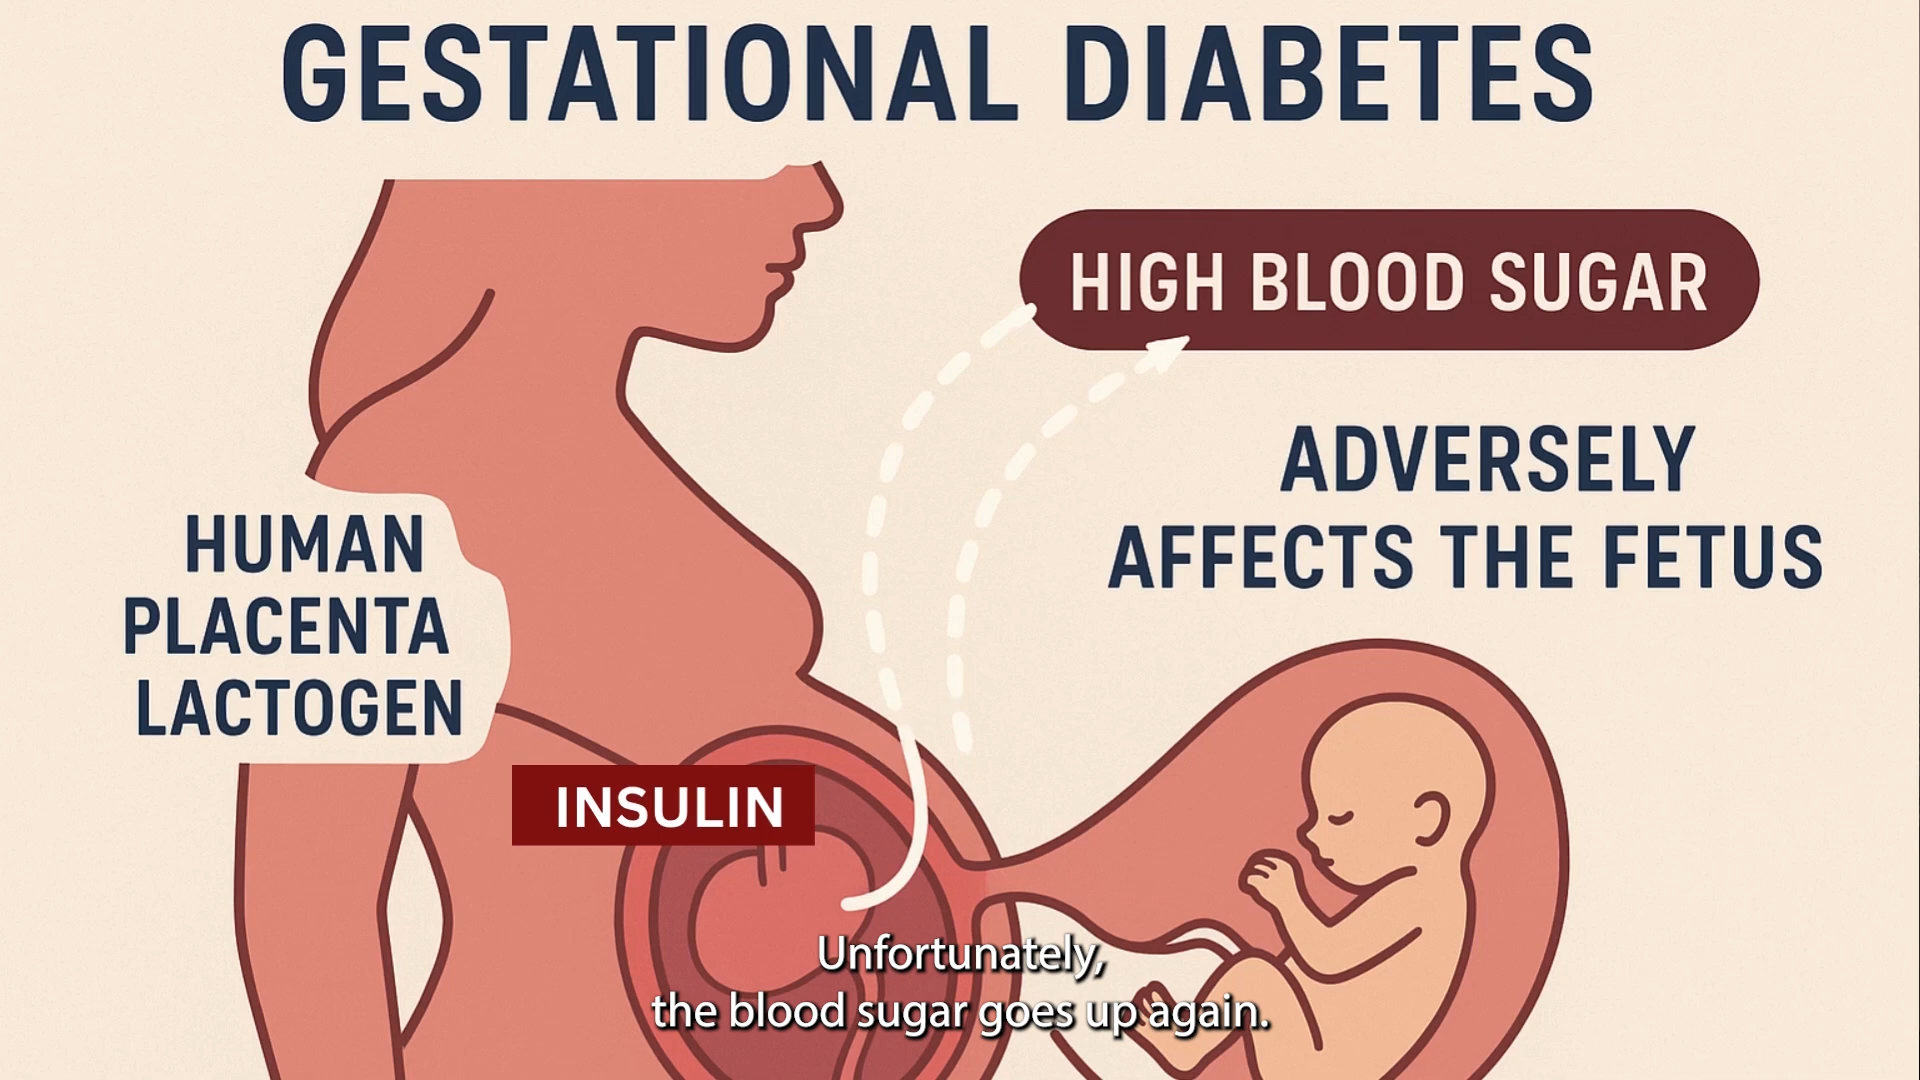 GESTATIONAL DIABETES
HIGH BLOOD SUGAR
ADVERSELY
AFFECTS THE FETUS
HUMAN
PLACENTA
LACTOGEN
INSULIN
Unfortunately,
the blood sugar goes up again.